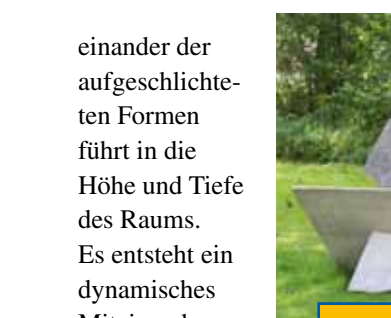 einander der
aufgeschlichte-
ten Formen
führt in die
Höhe und Tiefe
des Raums.
Es entsteht ein
dynamisches